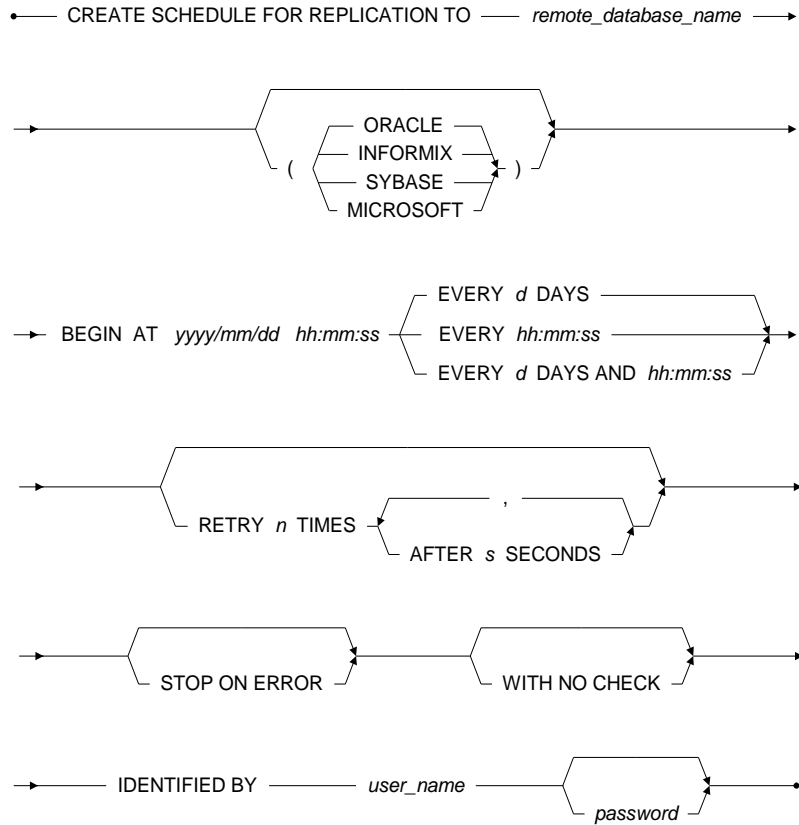 CREATE SCHEDULE FOR REPLICATION TO remote_database_name
ORACLE
INFORMIX
( SYBASE )
MICROSOFT
EVERY d DAYS
BEGIN AT yyyy/mm/dd hh:mm:ss EVERY hh:mm:ss
EVERY d DAYS AND hh:mm:ss
,
RETRY n TIMES
AFTER s SECONDS
STOP ON ERROR WITH NO CHECK
IDENTIFIED BY user_name
password